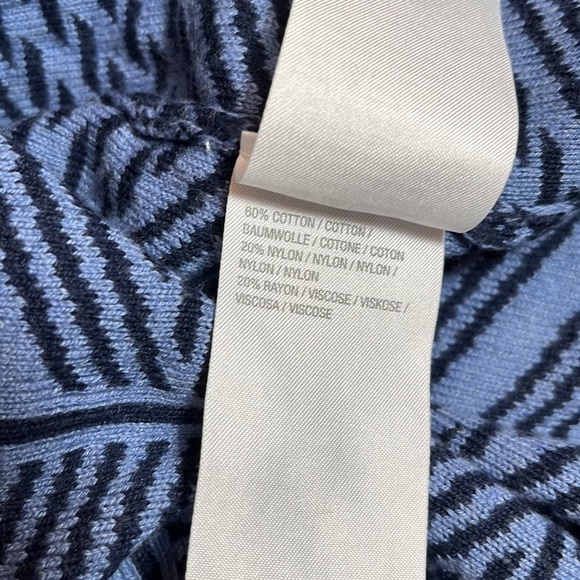 60% COTTON / COTTON /
BAUMWOLLE / COTONE / COTON
20% NYLON / NYLON / NYLON /
NYLON / NYLON
20% RAYON / VISCOSE / VISKOSE /
VISCOSA / VISCOSE